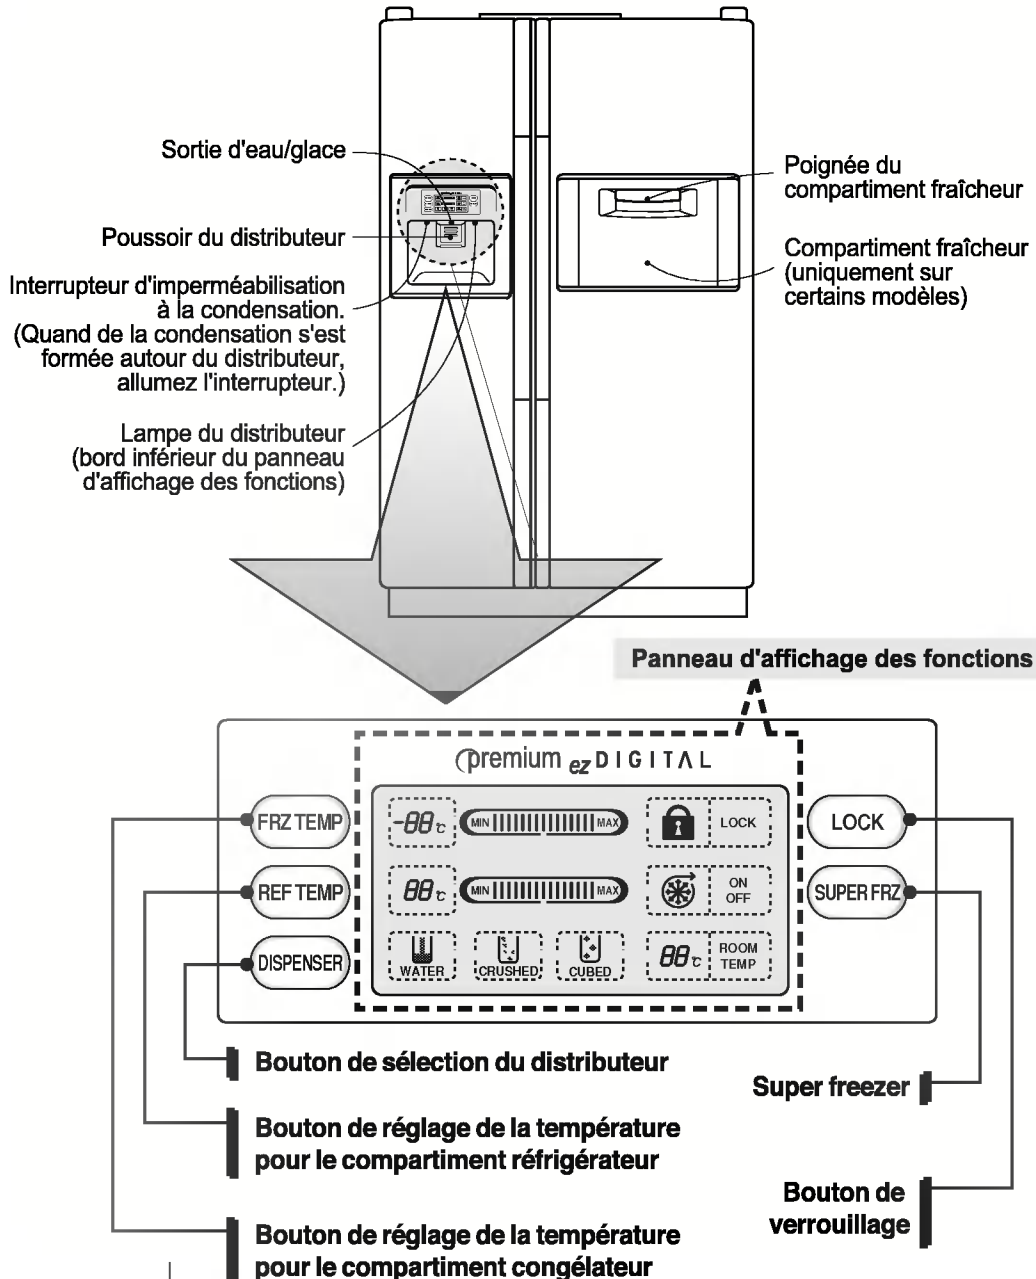 Sortie d'eau/glace
Poussoir du distributeur
Interrupteur d'imperméabilisation
à la condensation.
(Quand de la condensation s'est
formée autour du distributeur,
allumez l'interrupteur.)
Lampe du distributeur
(bord inférieur du panneau
d'affichage des fonctions)
Poignée du
compartiment fraîcheur
Compartiment fraîcheur
(uniquement sur
certains modèles)
Panneau d'affichage des fonctions
premium ez DIGITAL
FRZ TEMP
-88 °C
MIN MAX
LOCK
LOCK
REF TEMP
88 °C
MIN MAX
ON
OFF
SUPER FRZ
DISPENSER
WATER
CRUSHED
CUBED
88 °C
ROOM
TEMP
Bouton de sélection du distributeur
Super freezer
Bouton de réglage de la température
pour le compartiment réfrigérateur
Bouton de
verrouillage
Bouton de réglage de la température
pour le compartiment congélateur